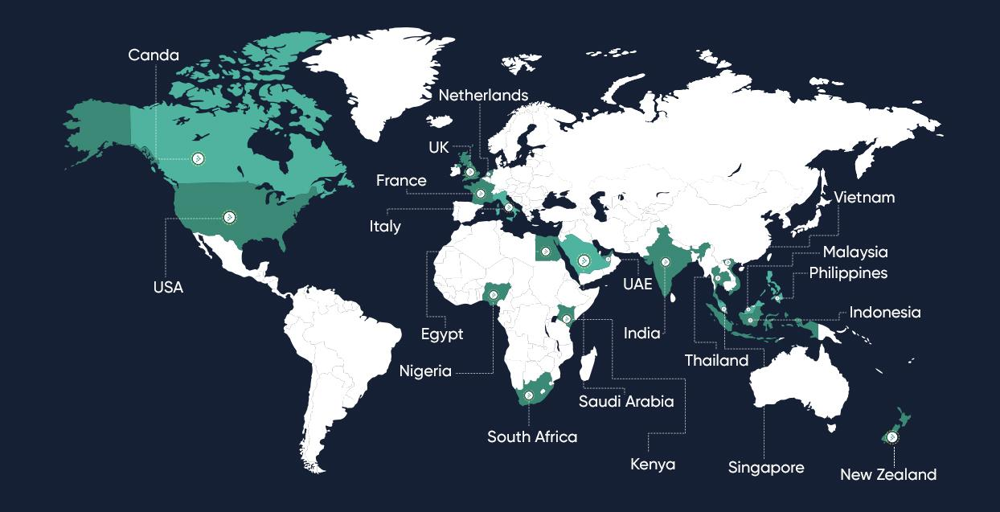 Canda
Netherlands
UK
France
Vietnam
Italy
Malaysia
Philippines
USA
UAE
Indonesia
Egypt
India
Thailand
Nigeria
Saudi Arabia
South Africa
Kenya
Singapore
New Zealand